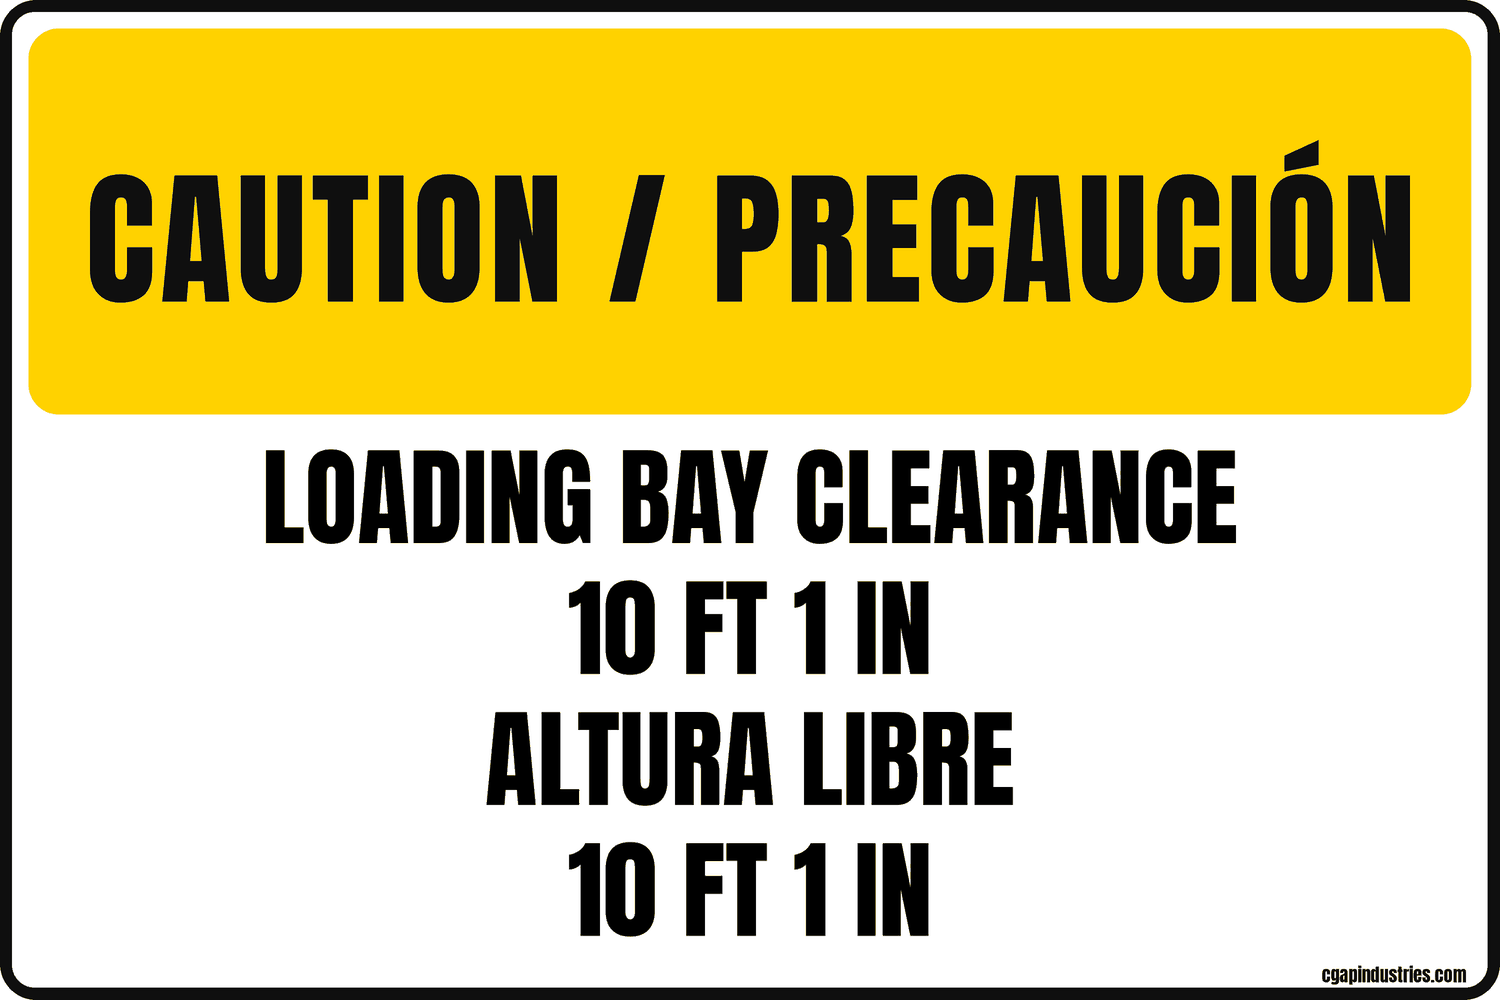 CAUTION / PRECAUCIÓN
LOADING BAY CLEARANCE
10 FT 1 IN
ALTURA LIBRE
10 FT 1 IN
cgapindustries.com